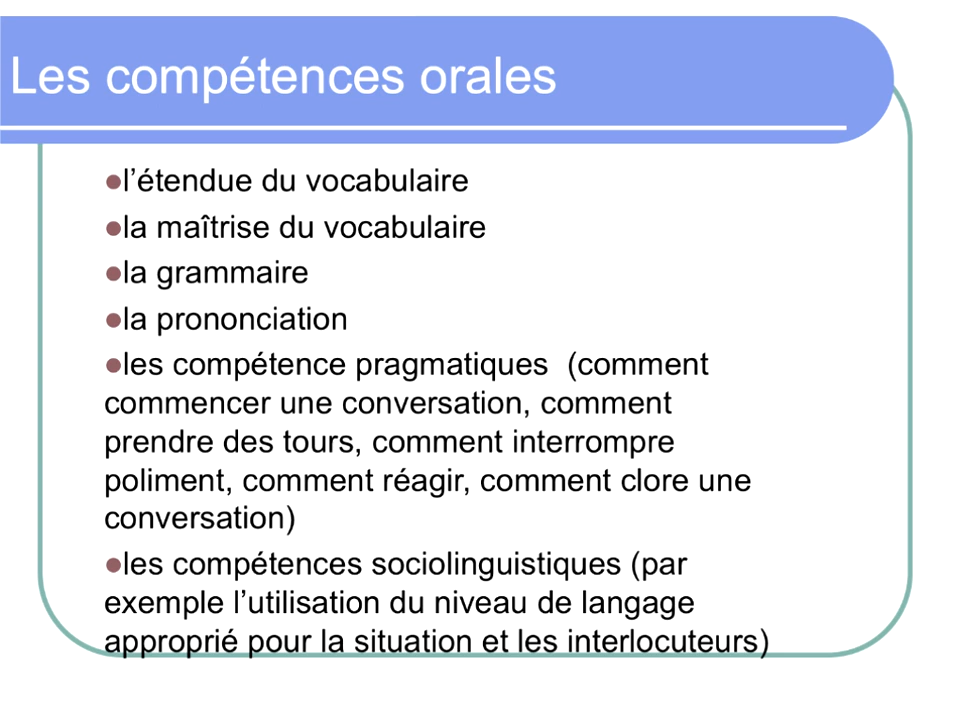 Les compétences orales
●l’étendue du vocabulaire
●la maîtrise du vocabulaire
●la grammaire
●la prononciation
●les compétence pragmatiques  (comment
commencer une conversation, comment
prendre des tours, comment interrompre
poliment, comment réagir, comment clore une
conversation)
●les compétences sociolinguistiques (par
exemple l’utilisation du niveau de langage
approprié pour la situation et les interlocuteurs)